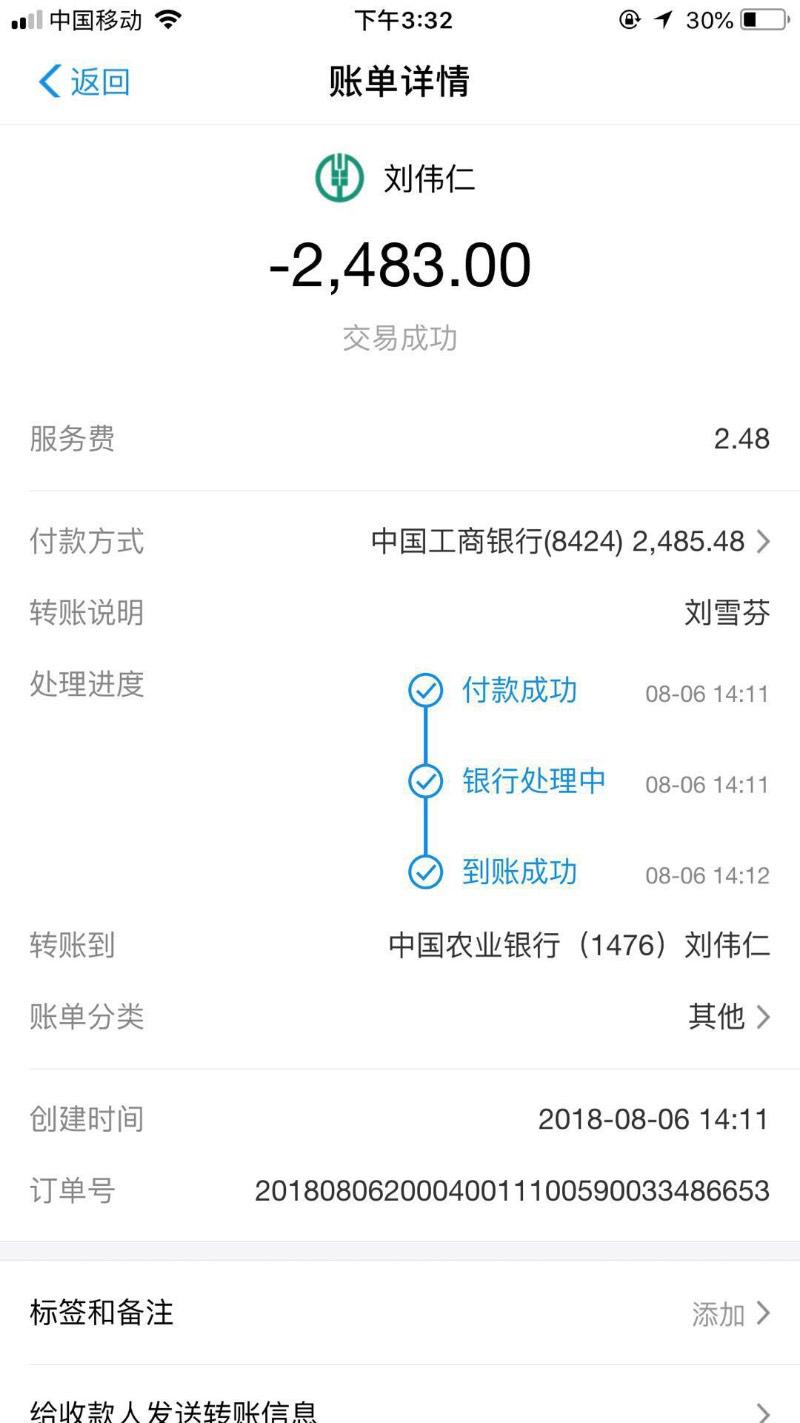 中国移动 下午3:32 30%
返回 账单详情
刘伟仁
-2,483.00
交易成功
服务费 2.48
付款方式 中国工商银行(8424) 2,485.48
转账说明 刘雪芬
处理进度 付款成功 08-06 14:11
银行处理中 08-06 14:11
到账成功 08-06 14:12
转账到 中国农业银行（1476）刘伟仁
账单分类 其他
创建时间 2018-08-06 14:11
订单号 20180806200040011100590033486653
标签和备注 添加
给收款人发送转账信息